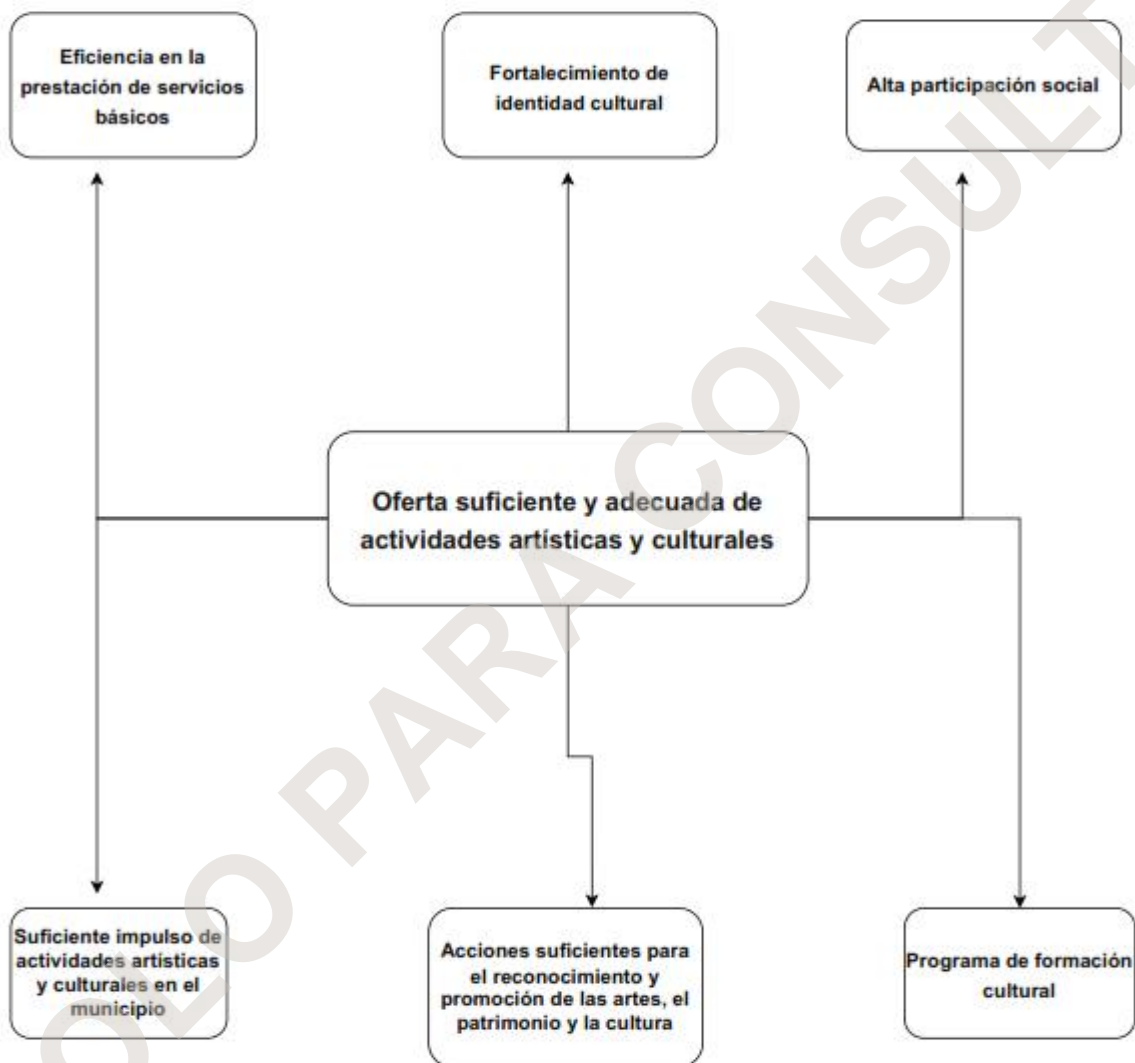 Eficiencia en la
prestación de servicios
básicos
Fortalecimiento de
identidad cultural
Alta participación social
Oferta suficiente y adecuada de
actividades artísticas y culturales
Suficiente impulso de
actividades artísticas
y culturales en el
municipio
Acciones suficientes para
el reconocimiento y
promoción de las artes, el
patrimonio y la cultura
Programa de formación
cultural
OLO PARA CONSULT